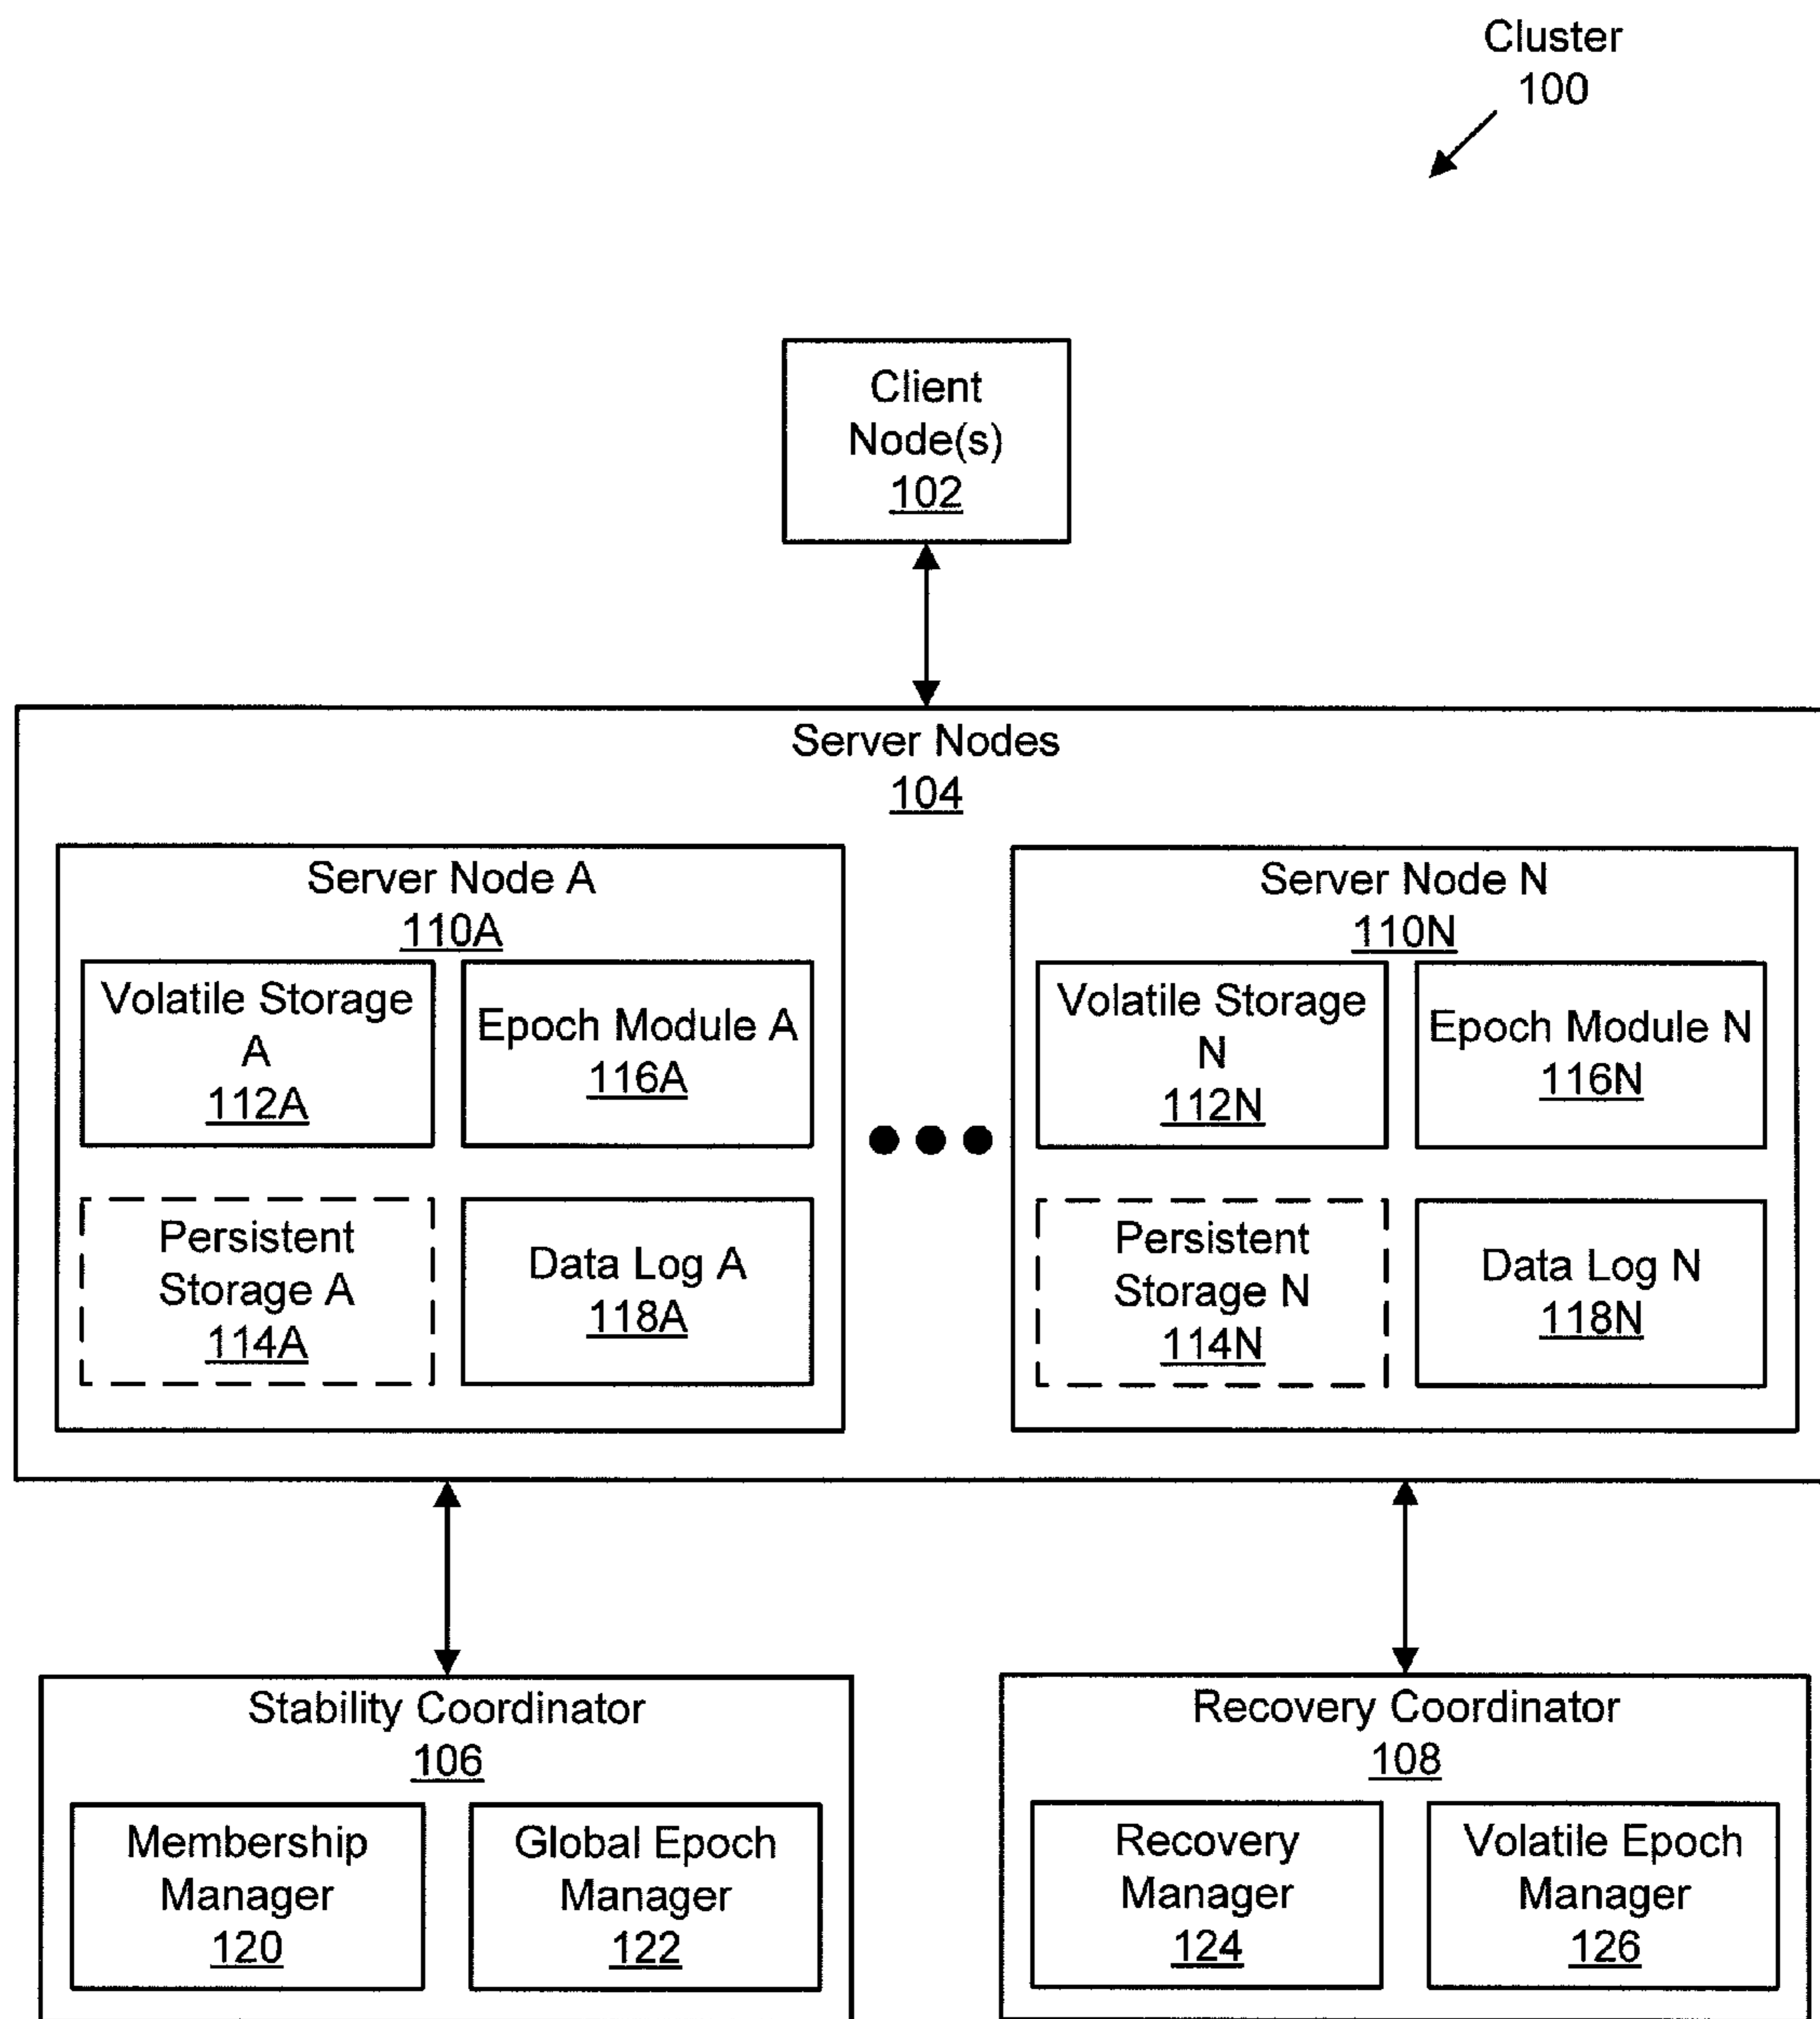 Cluster
100
Client
Node(s)
102
Server Nodes
104
Server Node A
110A
Volatile Storage
A
112A
Epoch Module A
116A
Persistent
Storage A
114A
Data Log A
118A
Server Node N
110N
Volatile Storage
N
112N
Epoch Module N
116N
Persistent
Storage N
114N
Data Log N
118N
Stability Coordinator
106
Membership
Manager
120
Global Epoch
Manager
122
Recovery Coordinator
108
Recovery
Manager
124
Volatile Epoch
Manager
126